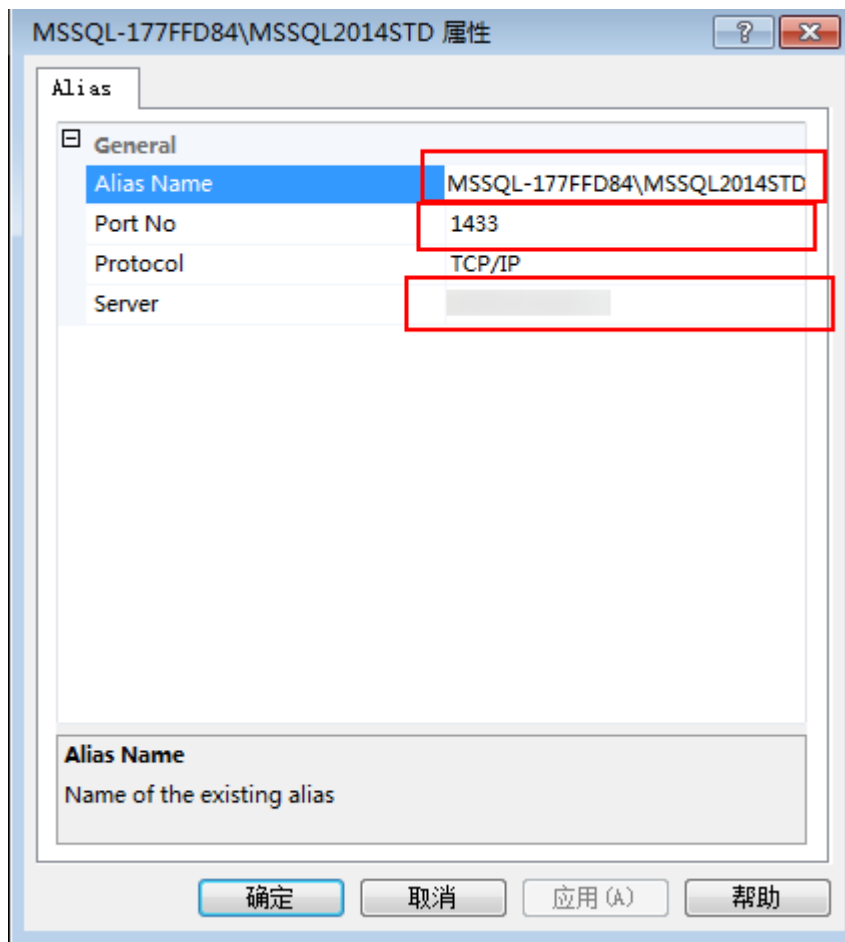 MSSQL-177FFD84\MSSQL2014STD 属性
Alias
General
Alias Name MSSQL-177FFD84\MSSQL2014STD
Port No 1433
Protocol TCP/IP
Server
Alias Name
Name of the existing alias
确定 取消 应用(A) 帮助